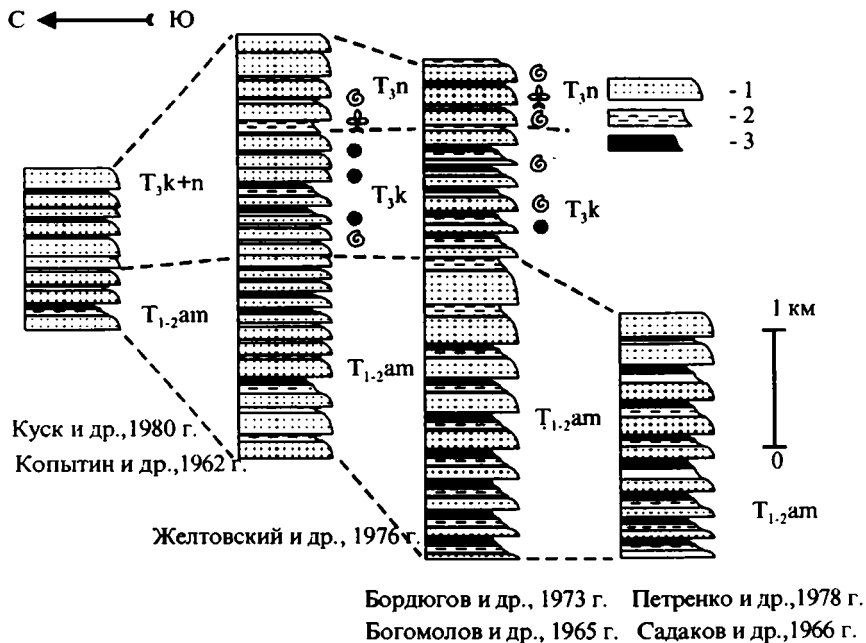 С Ю
T₃n
T₃n
- 1
- 2
- 3
T₃k+n
T₃k
T₃k
1 км
T₁₋₂am
T₁₋₂am
T₁₋₂am
Куск и др.,1980 г.
Копытин и др.,1962 г.
0
T₁₋₂am
Желтовский и др., 1976 г.
Бордюгов и др., 1973 г. Петренко и др.,1978 г.
Богомолов и др., 1965 г. Садаков и др., 1966 г.